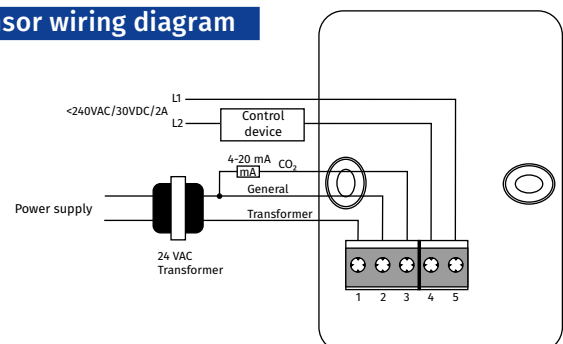 nsor wiring diagram
L1
<240VAC/30VDC/2A
L2
Control
device
4-20 mA
CO₂
mA
General
Power supply
Transformer
24 VAC
Transformer
1 2 3 4 5